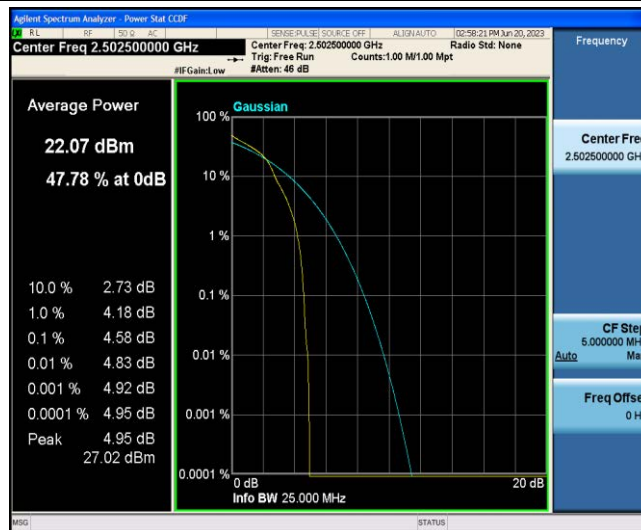 Agilent Spectrum Analyzer - Power Stat CCDF
RL RF 50 Ω AC SENSE:PULSE SOURCE OFF ALIGN AUTO 02:58:21 PM Jun 20, 2023
Center Freq 2.502500000 GHz
Center Freq: 2.502500000 GHz Radio Std: None
Trig: Free Run Counts:1.00 M/1.00 Mpt
#IFGain:Low #Atten: 46 dB
Frequency
Average Power
22.07 dBm
47.78 % at 0dB
10.0 % 2.73 dB
1.0 % 4.18 dB
0.1 % 4.58 dB
0.01 % 4.83 dB
0.001 % 4.92 dB
0.0001 % 4.95 dB
Peak 4.95 dB
27.02 dBm
Gaussian
100 %
10 %
1 %
0.1 %
0.01 %
0.001 %
0.0001 %
0 dB 20 dB
Info BW 25.000 MHz
Center Fre
2.502500000 GH
CF Step
5.000000 MH
Auto Ma
Freq Offse
0 H
MSG STATUS